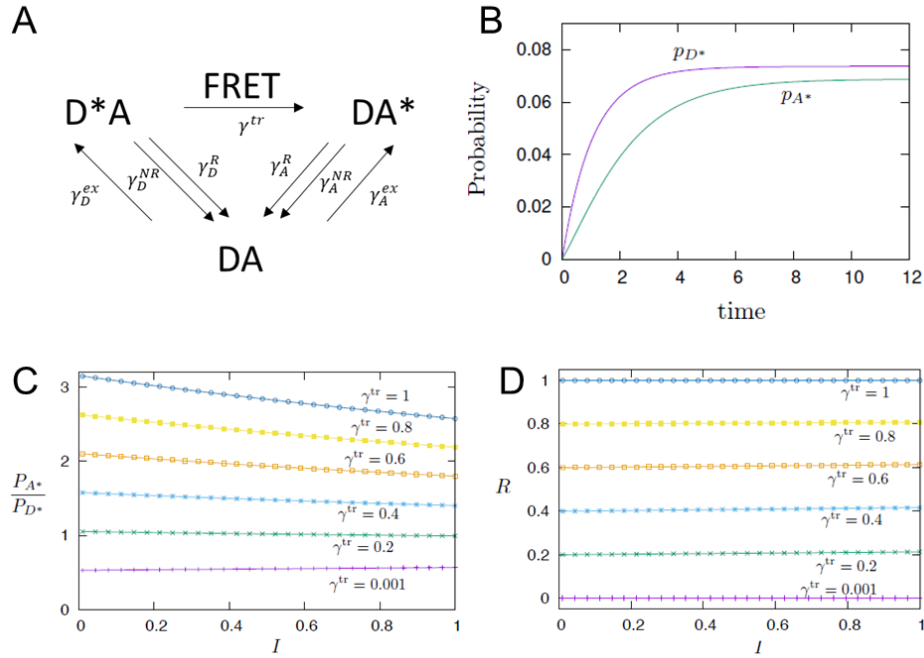 A
FRET
D*A
DA*
γ^{tr}
γ_D^{ex}
γ_D^{NR}
γ_D^{R}
γ_A^{R}
γ_A^{NR}
γ_A^{ex}
DA
B
Probability
0.08
0.06
0.04
0.02
0
p_{D*}
p_{A*}
0 2 4 6 8 10 12
time
C
P_{A*}
P_{D*}
3
2
1
0
γ^{tr} = 1
γ^{tr} = 0.8
γ^{tr} = 0.6
γ^{tr} = 0.4
γ^{tr} = 0.2
γ^{tr} = 0.001
0 0.2 0.4 0.6 0.8 1
I
D
R
1
0.8
0.6
0.4
0.2
0
γ^{tr} = 1
γ^{tr} = 0.8
γ^{tr} = 0.6
γ^{tr} = 0.4
γ^{tr} = 0.2
γ^{tr} = 0.001
0 0.2 0.4 0.6 0.8 1
I